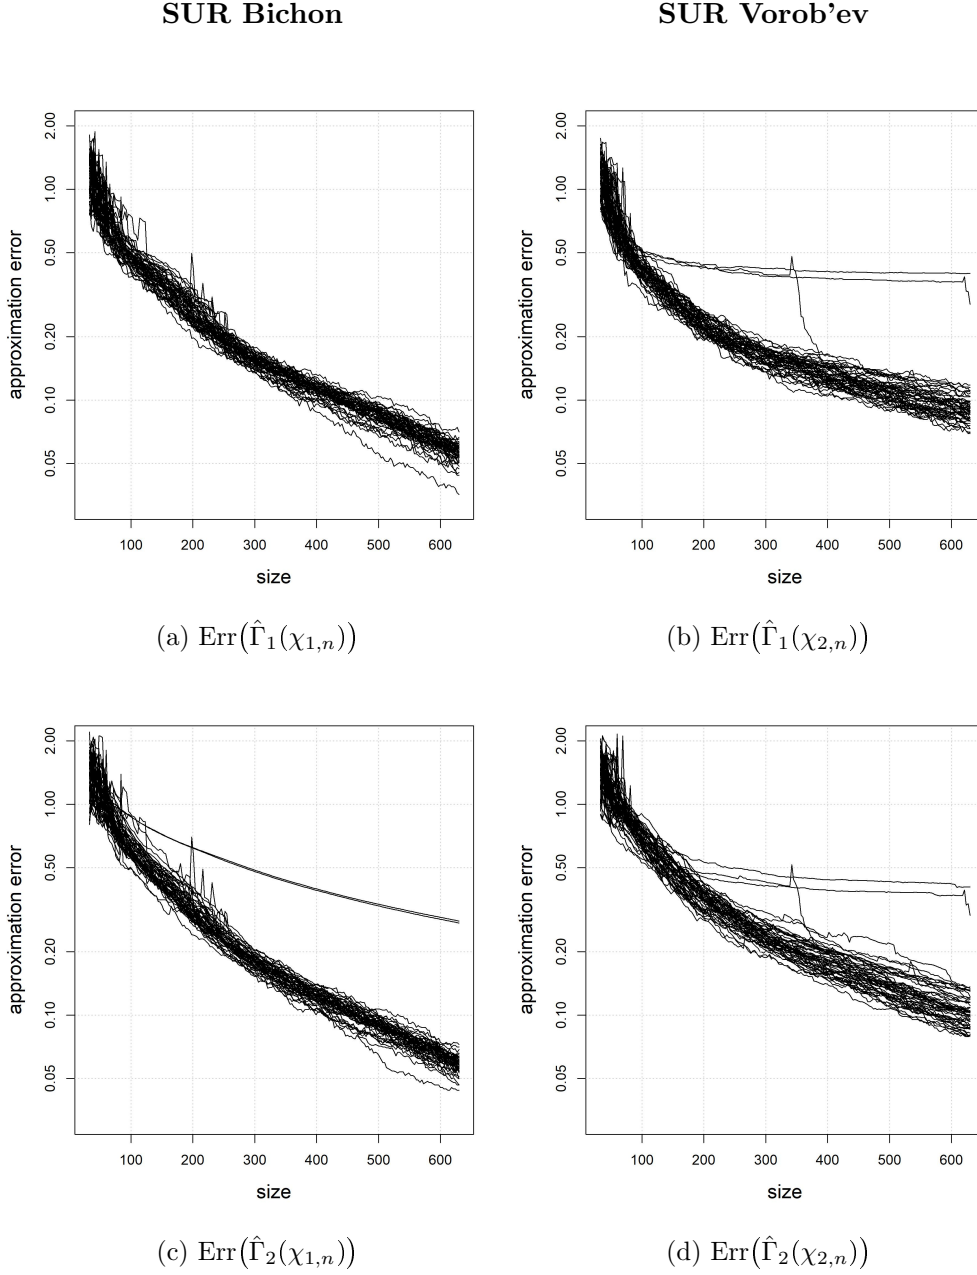 SUR Bichon
SUR Vorob'ev
approximation error
2.00
1.00
0.50
0.20
0.10
0.05
100 200 300 400 500 600
size
(a) Err(Γ̂₁(χ₁,ₙ))
approximation error
2.00
1.00
0.50
0.20
0.10
0.05
100 200 300 400 500 600
size
(b) Err(Γ̂₁(χ₂,ₙ))
approximation error
2.00
1.00
0.50
0.20
0.10
0.05
100 200 300 400 500 600
size
(c) Err(Γ̂₂(χ₁,ₙ))
approximation error
2.00
1.00
0.50
0.20
0.10
0.05
100 200 300 400 500 600
size
(d) Err(Γ̂₂(χ₂,ₙ))